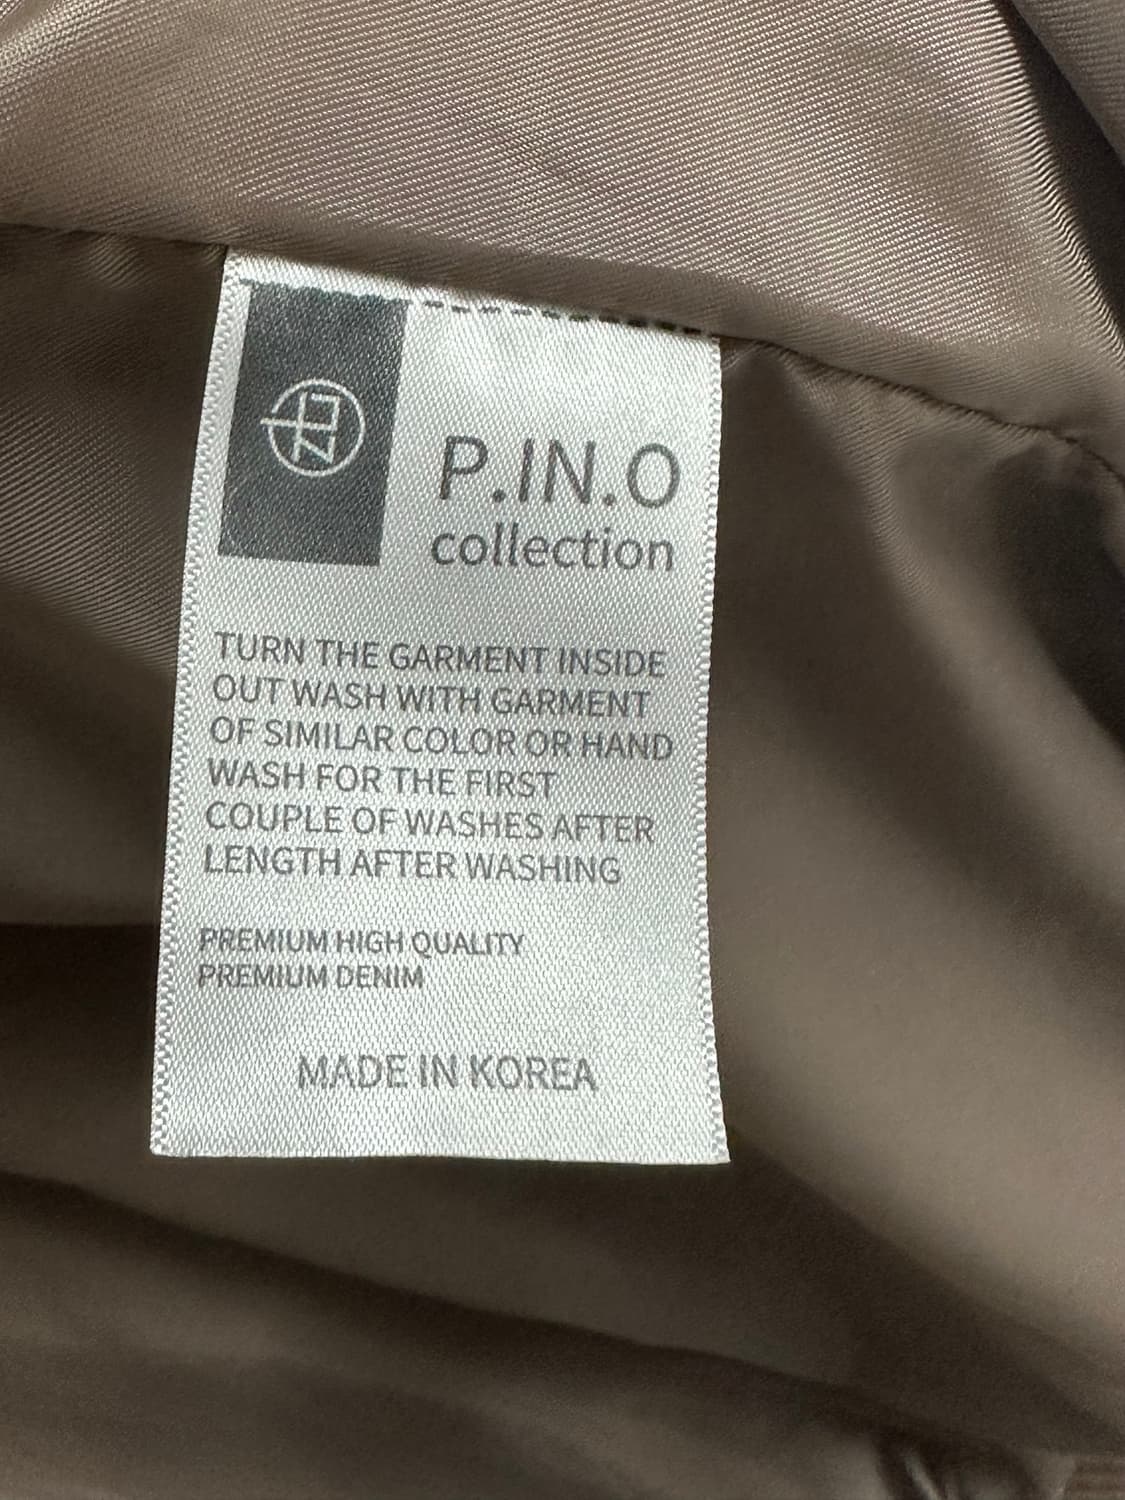 P.IN.O
collection
TURN THE GARMENT INSIDE
OUT WASH WITH GARMENT
OF SIMILAR COLOR OR HAND
WASH FOR THE FIRST
COUPLE OF WASHES AFTER
LENGTH AFTER WASHING
PREMIUM HIGH QUALITY
PREMIUM DENIM
MADE IN KOREA